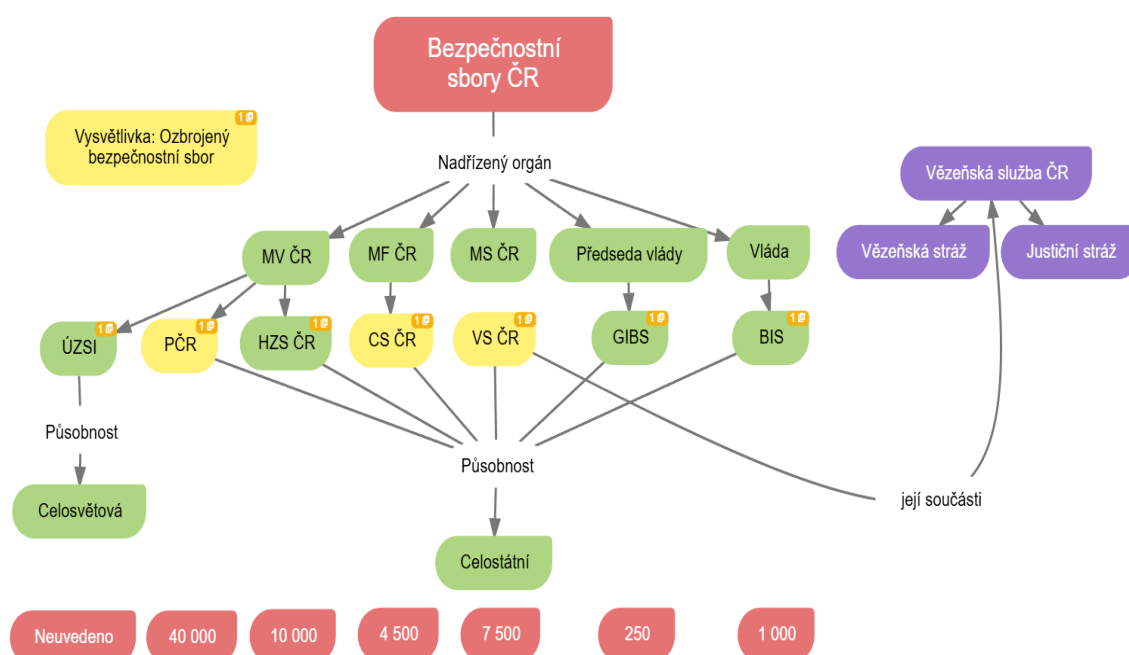 Bezpečnostní
sbory ČR
Vysvětlivka: Ozbrojený
bezpečnostní sbor
1
Nadřízený orgán
Vězeňská služba ČR
MV ČR
MF ČR
MS ČR
Předseda vlády
Vláda
Vězeňská stráž
Justiční stráž
ÚZSI
1
PČR
1
HZS ČR
1
CS ČR
1
VS ČR
1
GIBS
1
BIS
1
Působnost
Působnost
Celosvětová
její součásti
Celostátní
Neuvedeno
40 000
10 000
4 500
7 500
250
1 000